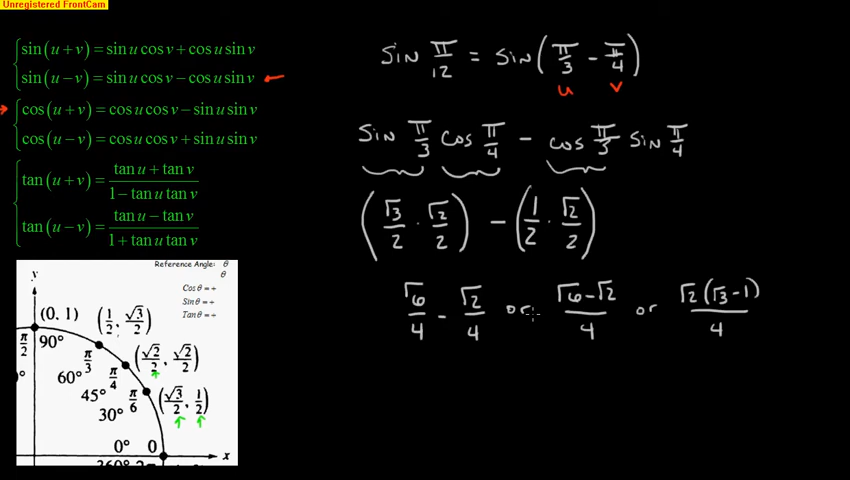 Unregistered FrontCam
sin(u+v)=sin u cos v+cos u sin v
sin(u−v)=sin u cos v−cos u sin v
cos(u+v)=cos u cos v−sin u sin v
cos(u−v)=cos u cos v+sin u sin v
tan(u+v)=(tan u+tan v)/(1−tan u tan v)
tan(u−v)=(tan u−tan v)/(1+tan u tan v)
Reference Angle: θ
θ
Cos θ = +
Sin θ = +
Tan θ = +
y
(0, 1)
(1/2, √3/2)
π/2
90°
π/3
(√2/2, √2/2)
60°
π/4
45°
π/6
(√3/2, 1/2)
30°
0° 0
x
360° 2π
Sin π/12 = Sin(π/3 − π/4)
u v
Sin π/3 cos π/4 − cos π/3 Sin π/4
(√3/2 · √2/2) − (1/2 · √2/2)
√6/4 − √2/4 or (√6−√2)/4 or √2(√3−1)/4